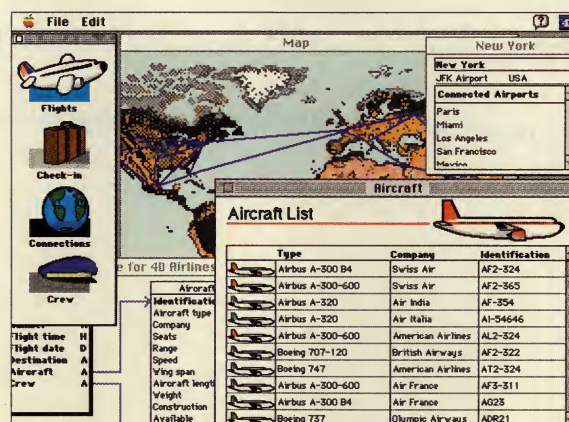 File Edit
Flights
Check-in
Connections
Crew
Map
New York
New York
JFK Airport USA
Connected Airports
Paris
Miami
Los Angeles
San Francisco
Mexico
Aircraft
Aircraft List
Type Company Identification
Airbus A-300 B4 Swiss Air AF2-324
Airbus A-300-600 Swiss Air AF2-365
Airbus A-320 Air India AF-354
Airbus A-320 Air Italia AI-54646
Airbus A-300-600 American Airlines AL2-324
Boeing 707-120 British Airways AF2-322
Boeing 747 American Airlines AT2-324
Airbus A-300-600 Air France AF3-311
Airbus A-300 B4 Air France AG23
Boeing 737 Olympic Airways ADR21
e for 4D Airlines
Aircraft
Identificatio
Aircraft type
Company
Seats
Range
Speed
Wing span
Aircraft lengt
Weight
Construction
Available
Flight time H
Flight date D
Destination A
Aircraft A
Crew A